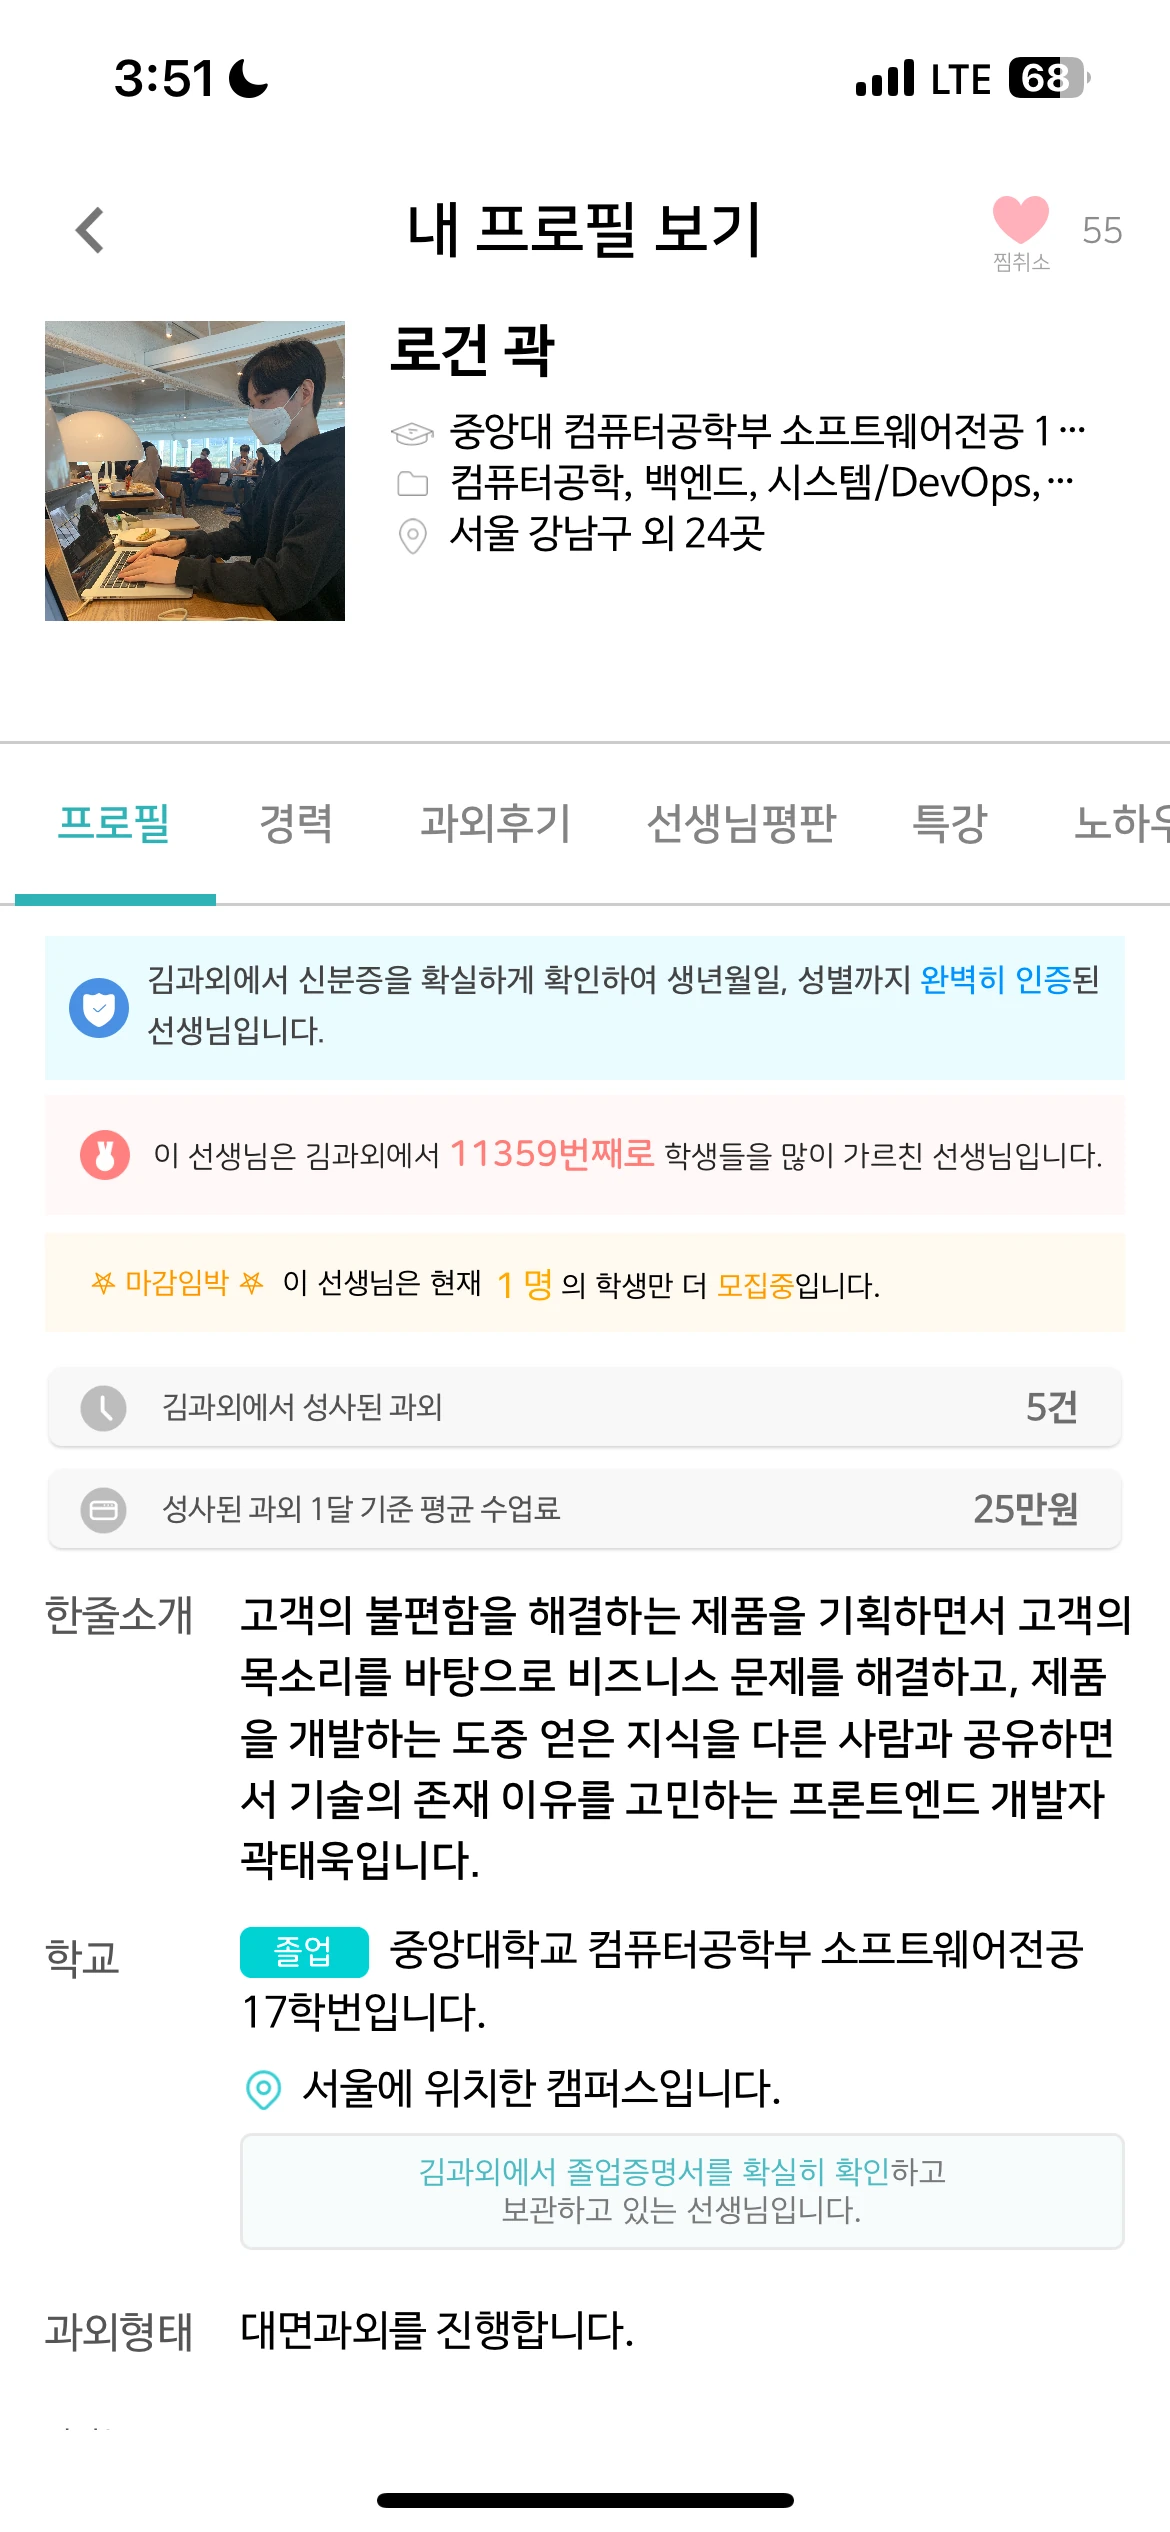 3:51
LTE 68
내 프로필 보기
55
찜취소
로건 곽
중앙대 컴퓨터공학부 소프트웨어전공 1···
컴퓨터공학, 백엔드, 시스템/DevOps,···
서울 강남구 외 24곳
프로필 경력 과외후기 선생님평판 특강 노하우
김과외에서 신분증을 확실하게 확인하여 생년월일, 성별까지 완벽히 인증된
선생님입니다.
이 선생님은 김과외에서 11359번째로 학생들을 많이 가르친 선생님입니다.
마감임박 이 선생님은 현재 1 명 의 학생만 더 모집중입니다.
김과외에서 성사된 과외 5건
성사된 과외 1달 기준 평균 수업료 25만원
한줄소개 고객의 불편함을 해결하는 제품을 기획하면서 고객의
목소리를 바탕으로 비즈니스 문제를 해결하고, 제품
을 개발하는 도중 얻은 지식을 다른 사람과 공유하면
서 기술의 존재 이유를 고민하는 프론트엔드 개발자
곽태욱입니다.
학교 졸업 중앙대학교 컴퓨터공학부 소프트웨어전공
17학번입니다.
서울에 위치한 캠퍼스입니다.
김과외에서 졸업증명서를 확실히 확인하고
보관하고 있는 선생님입니다.
과외형태 대면과외를 진행합니다.